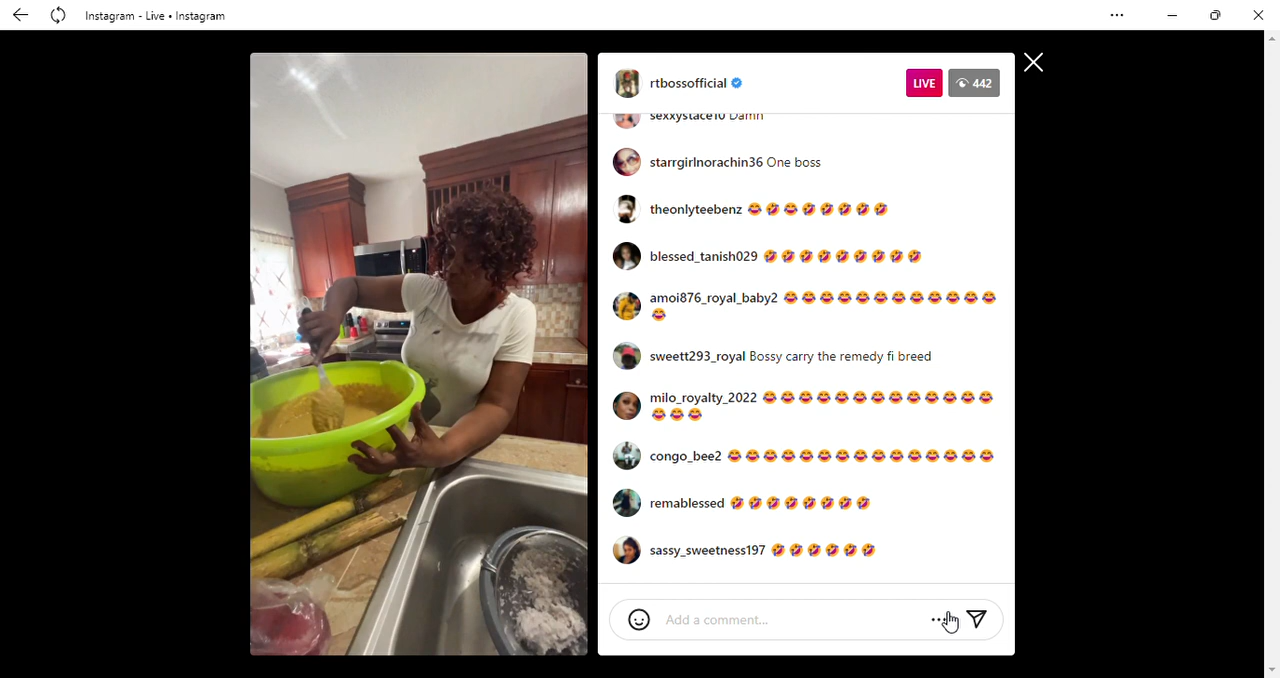 Instagram - Live • Instagram
rtbossofficial
LIVE
442
sexxystace10 Damn
starrgirlnorachin36 One boss
theonlyteebenz 😂🤣😂🤣🤣🤣🤣🤣
blessed_tanish029 🤣🤣🤣🤣🤣🤣🤣🤣🤣
amoi876_royal_baby2 😂😂😂😂😂😂😂😂😂😂😂😂
😂
sweett293_royal Bossy carry the remedy fi breed
milo_royalty_2022 😂😂😂😂😂😂😂😂😂😂😂😂😂
😂😂😂
congo_bee2 😂😂😂😂😂😂😂😂😂😂😂😂😂😂😂
remablessed 🤣🤣🤣🤣🤣🤣🤣🤣
sassy_sweetness197 🤣🤣🤣🤣🤣🤣
Add a comment...